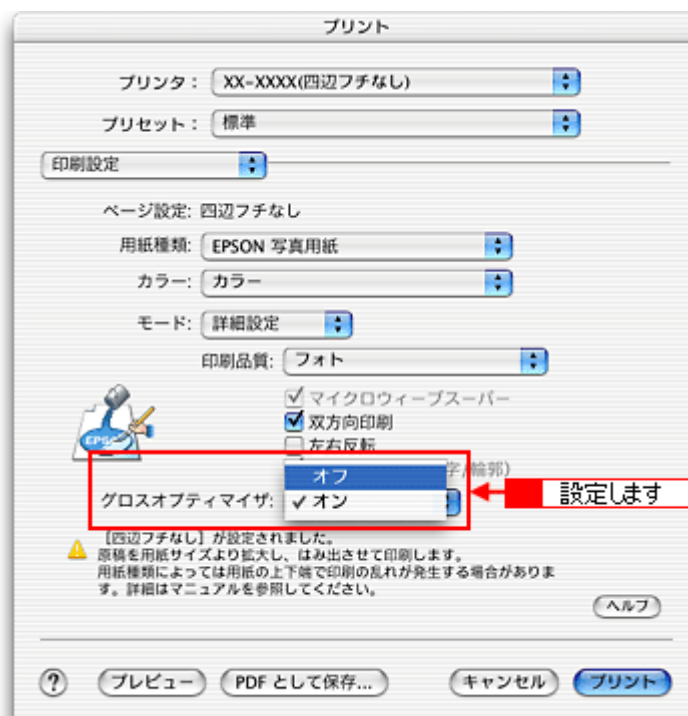 プリント
プリンタ： XX-XXXX(四辺フチなし)
プリセット： 標準
印刷設定
ページ設定: 四辺フチなし
用紙種類: EPSON 写真用紙
カラー: カラー
モード: 詳細設定
印刷品質: フォト
マイクロウィーブスーパー
双方向印刷
左右反転
字/輪郭)
オフ
グロスオプティマイザ: ✓オン
設定します
[四辺フチなし] が設定されました。
原稿を用紙サイズより拡大し、はみ出させて印刷します。
用紙種類によっては用紙の上下端で印刷の乱れが発生する場合がありま
す。詳細はマニュアルを参照してください。
ヘルプ
? プレビュー PDF として保存... キャンセル プリント